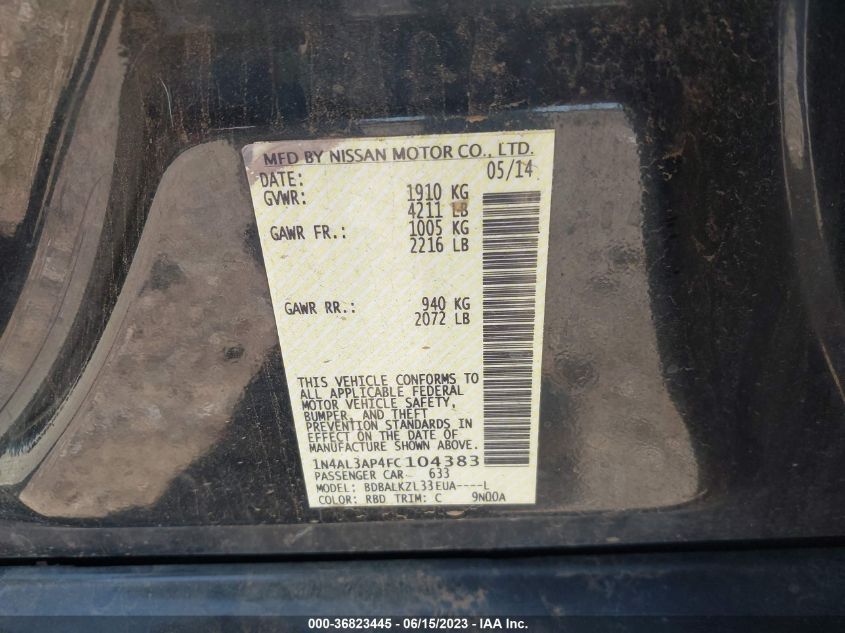 MFD BY NISSAN MOTOR CO., LTD.
DATE: 05/14
GVWR: 1910 KG
4211 LB
GAWR FR.: 1005 KG
2216 LB
GAWR RR.: 940 KG
2072 LB
THIS VEHICLE CONFORMS TO
ALL APPLICABLE FEDERAL
MOTOR VEHICLE SAFETY,
BUMPER, AND THEFT
PREVENTION STANDARDS IN
EFFECT ON THE DATE OF
MANUFACTURE SHOWN ABOVE.
1N4AL3AP4FC104383
PASSENGER CAR 633
MODEL: BDBALKZL33EUA----L
COLOR: RBD TRIM: C 9N00A
000-36823445 - 06/15/2023 - IAAI.com